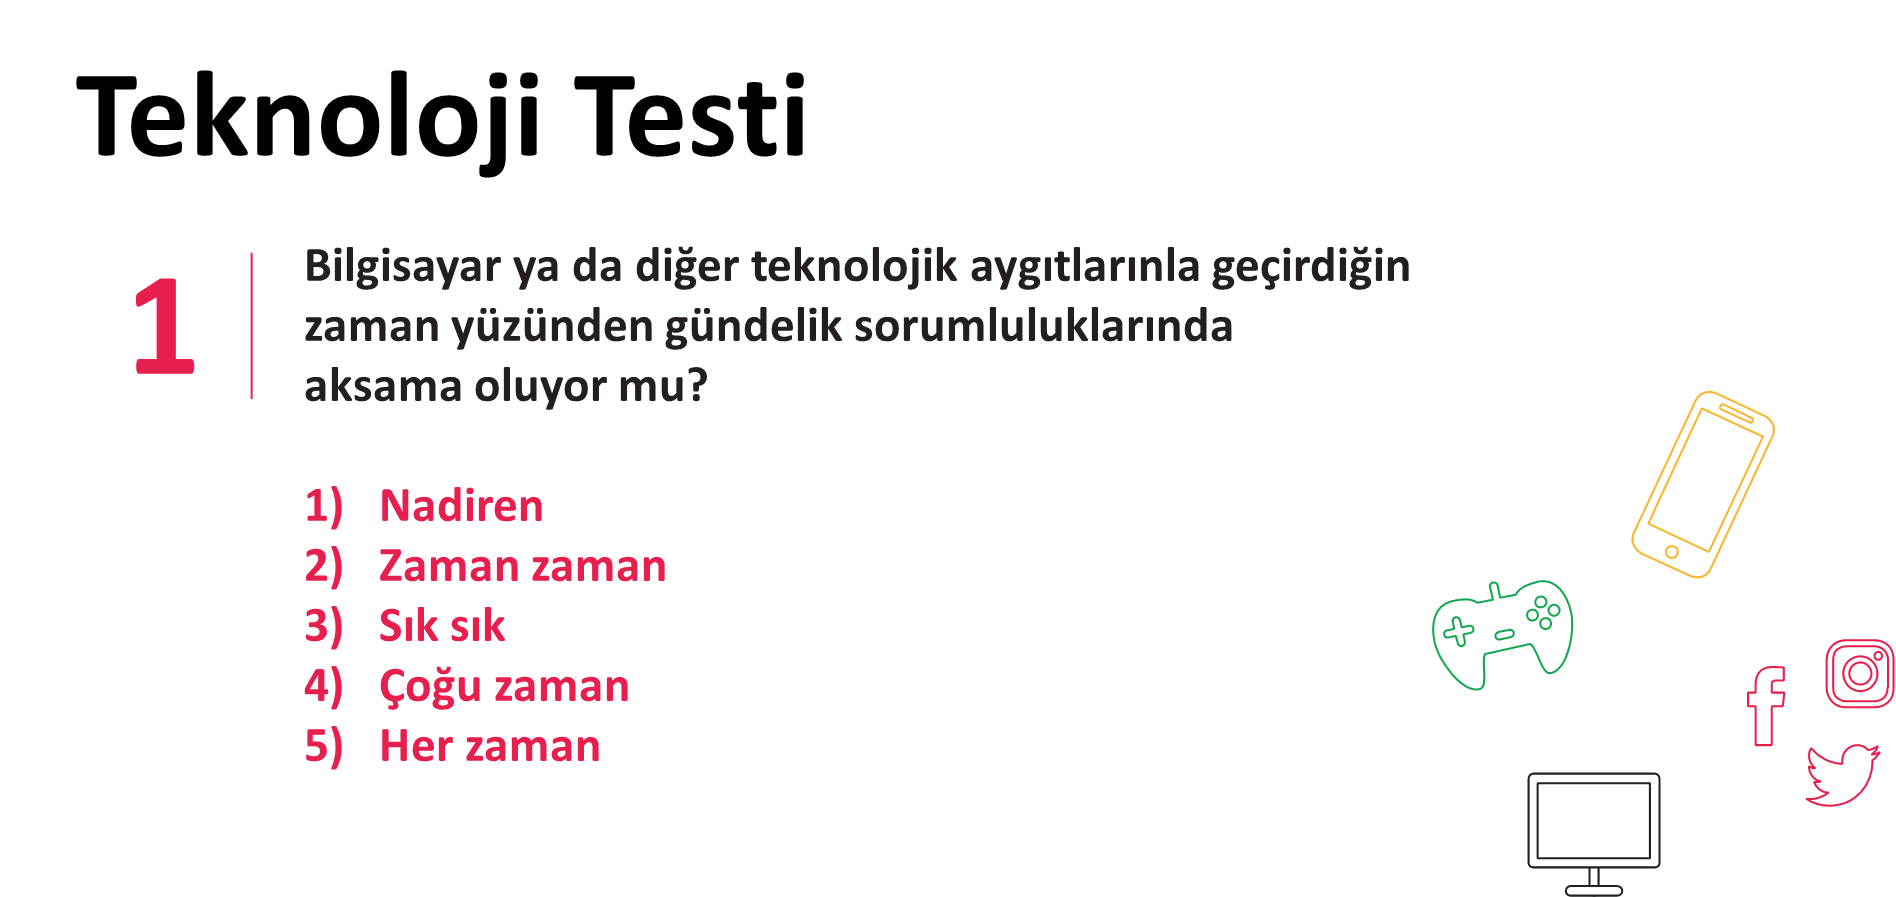 Teknoloji Testi
1
Bilgisayar ya da diğer teknolojik aygıtlarınla geçirdiğin
zaman yüzünden gündelik sorumluluklarında
aksama oluyor mu?
1) Nadiren
2) Zaman zaman
3) Sık sık
4) Çoğu zaman
5) Her zaman